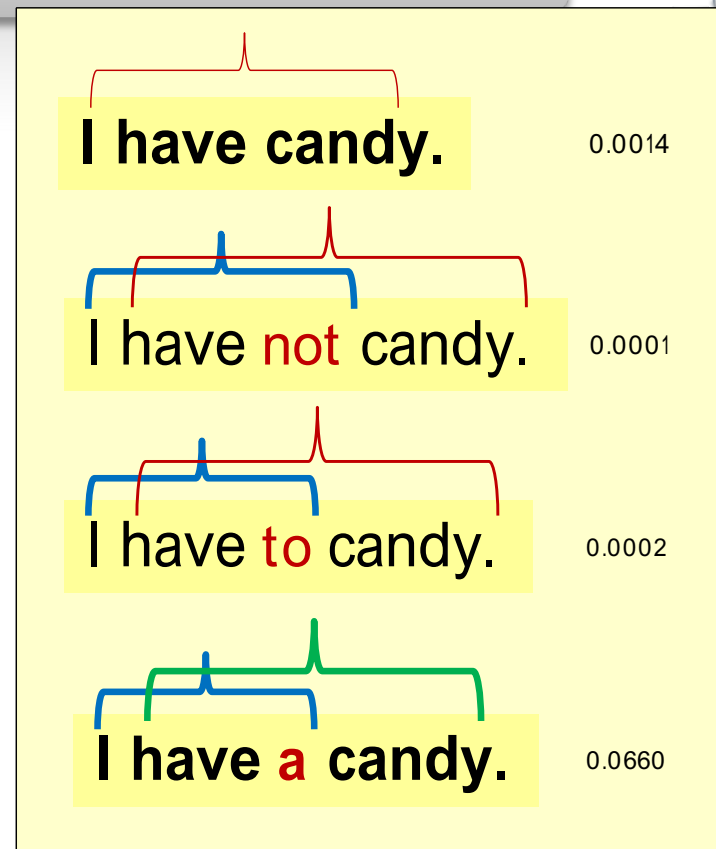 I have candy. 0.0014
I have not candy. 0.0001
I have to candy. 0.0002
I have a candy. 0.0660